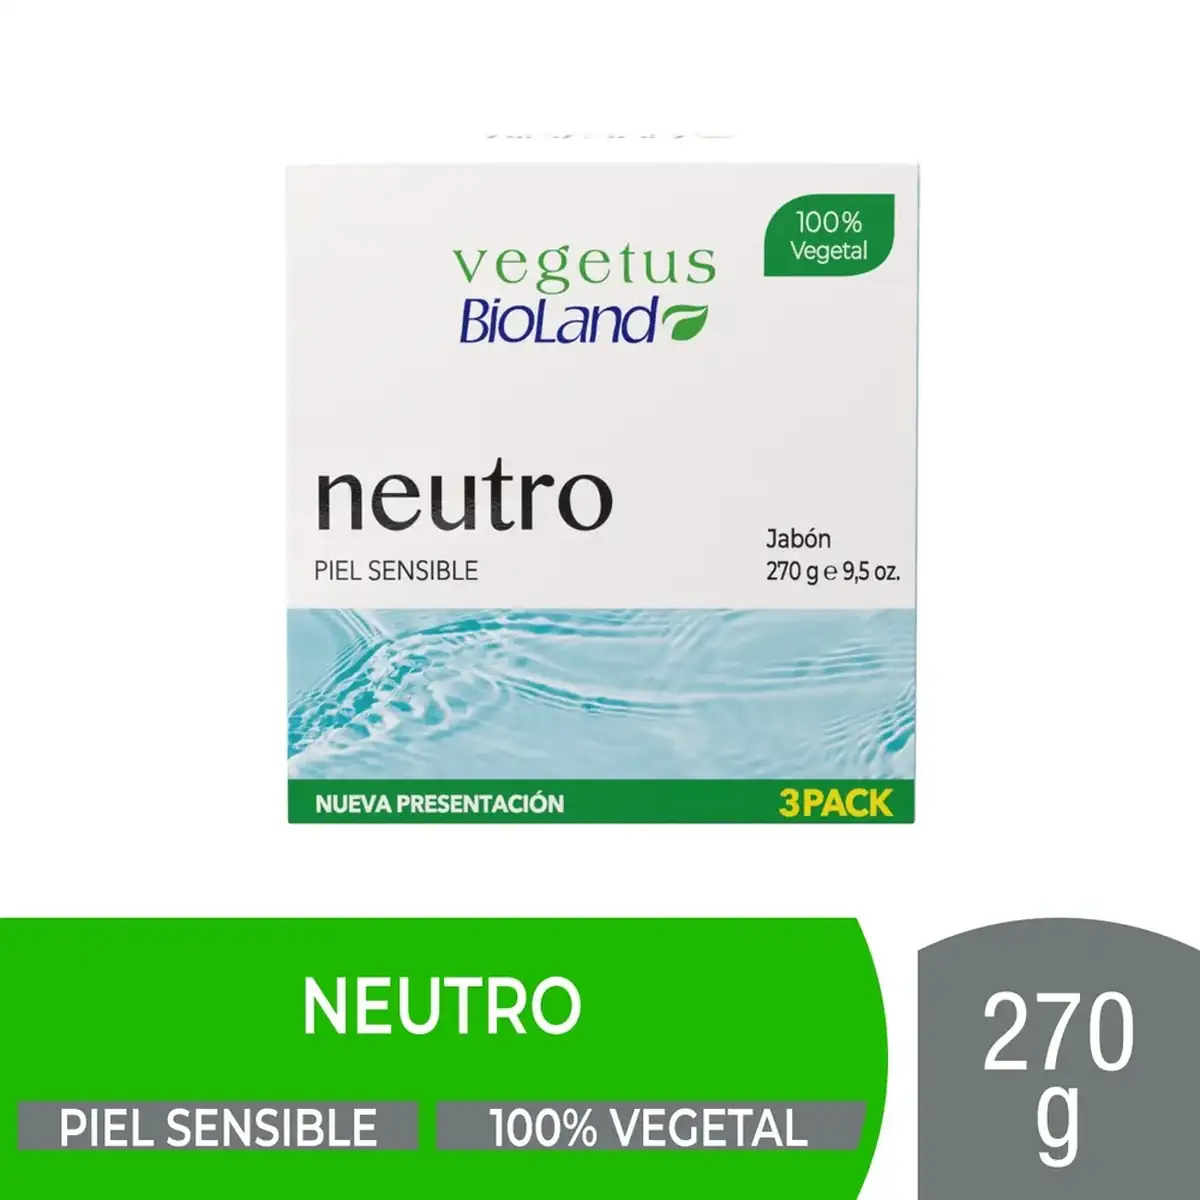 100%
Vegetal
vegetus
BioLand
neutro
PIEL SENSIBLE
Jabón
270 g e 9,5 oz.
NUEVA PRESENTACIÓN
3PACK
NEUTRO
PIEL SENSIBLE
100% VEGETAL
270
g